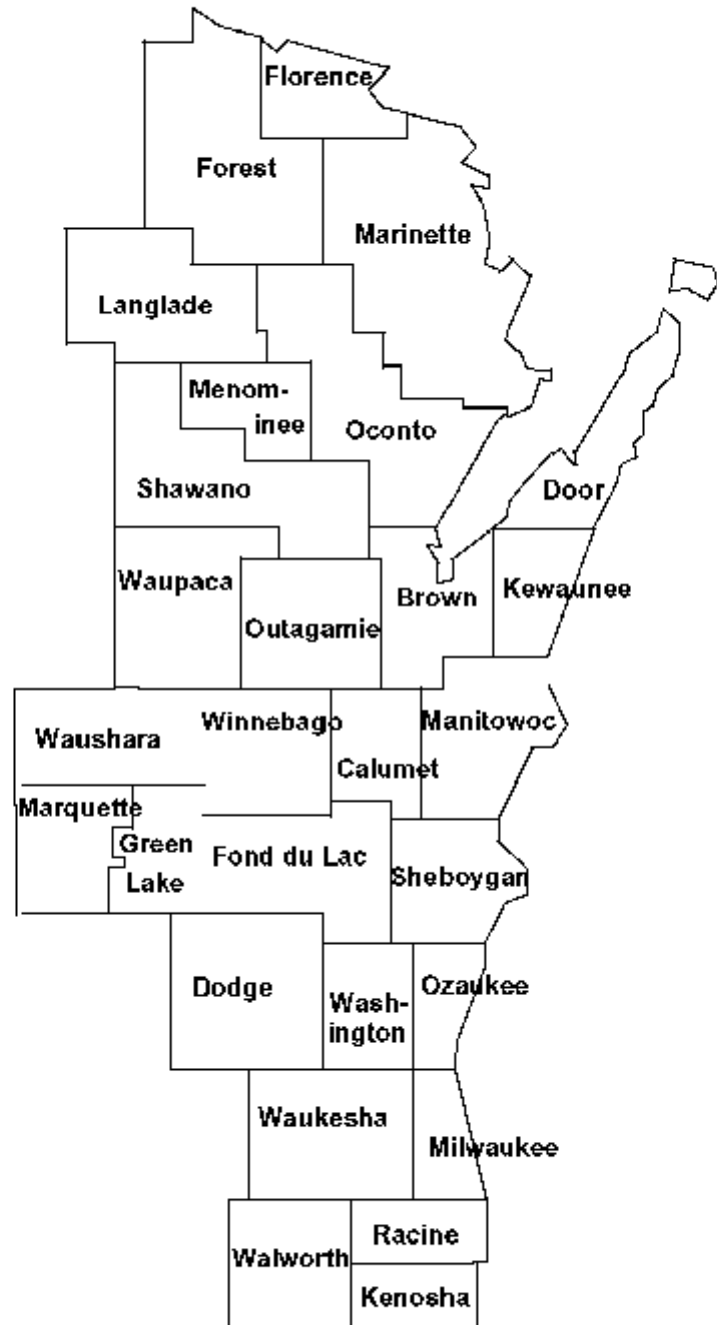 Florence
Forest
Marinette
Langlade
Menom-
inee
Oconto
Shawano
Door
Waupaca
Brown
Kewaunee
Outagamie
Winnebago
Manitowoc
Waushara
Calumet
Marquette
Green
Lake
Fond du Lac
Sheboygan
Dodge
Ozaukee
Wash-
ington
Waukesha
Milwaukee
Racine
Walworth
Kenosha